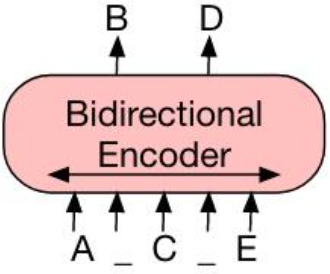 B D
Bidirectional
Encoder
A _ C _ E